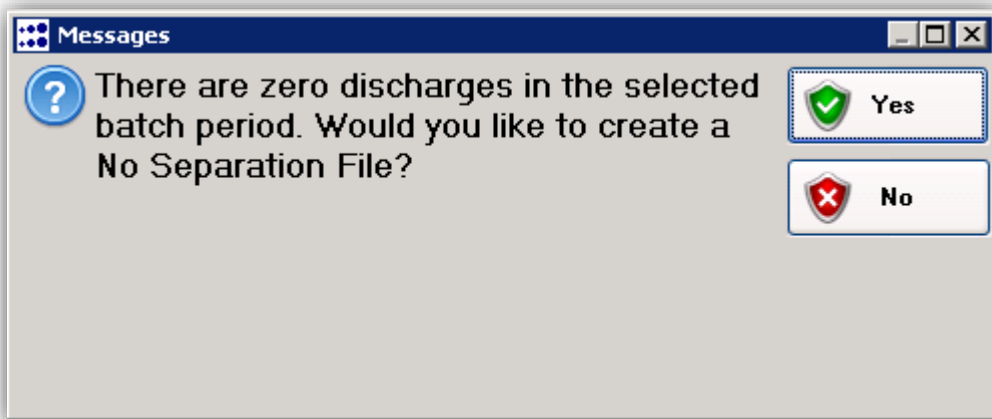 Messages
There are zero discharges in the selected
batch period. Would you like to create a
No Separation File?
Yes
No